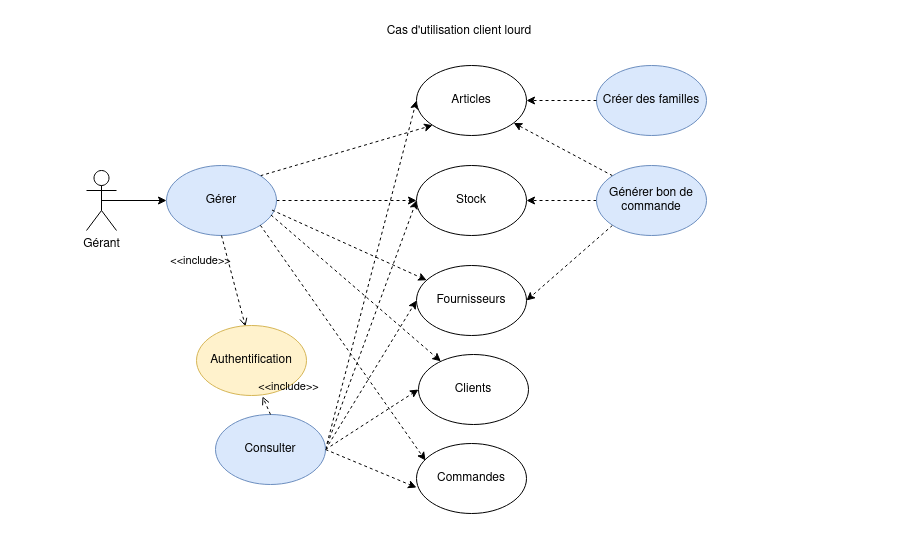 Cas d'utilisation client lourd
Articles
Créer des familles
Gérer
Stock
Générer bon de
commande
Gérant
<<include>>
Fournisseurs
Authentification
<<include>>
Clients
Consulter
Commandes